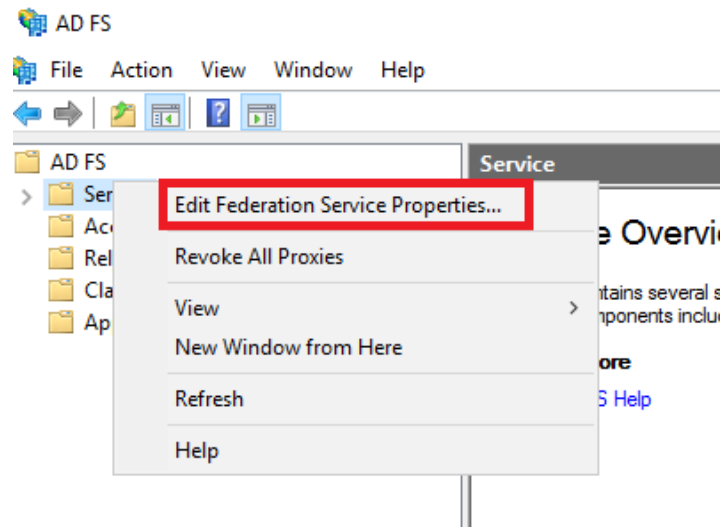 AD FS
File Action View Window Help
AD FS
Service
Edit Federation Service Properties...
Revoke All Proxies
View
New Window from Here
Refresh
Help
S Help